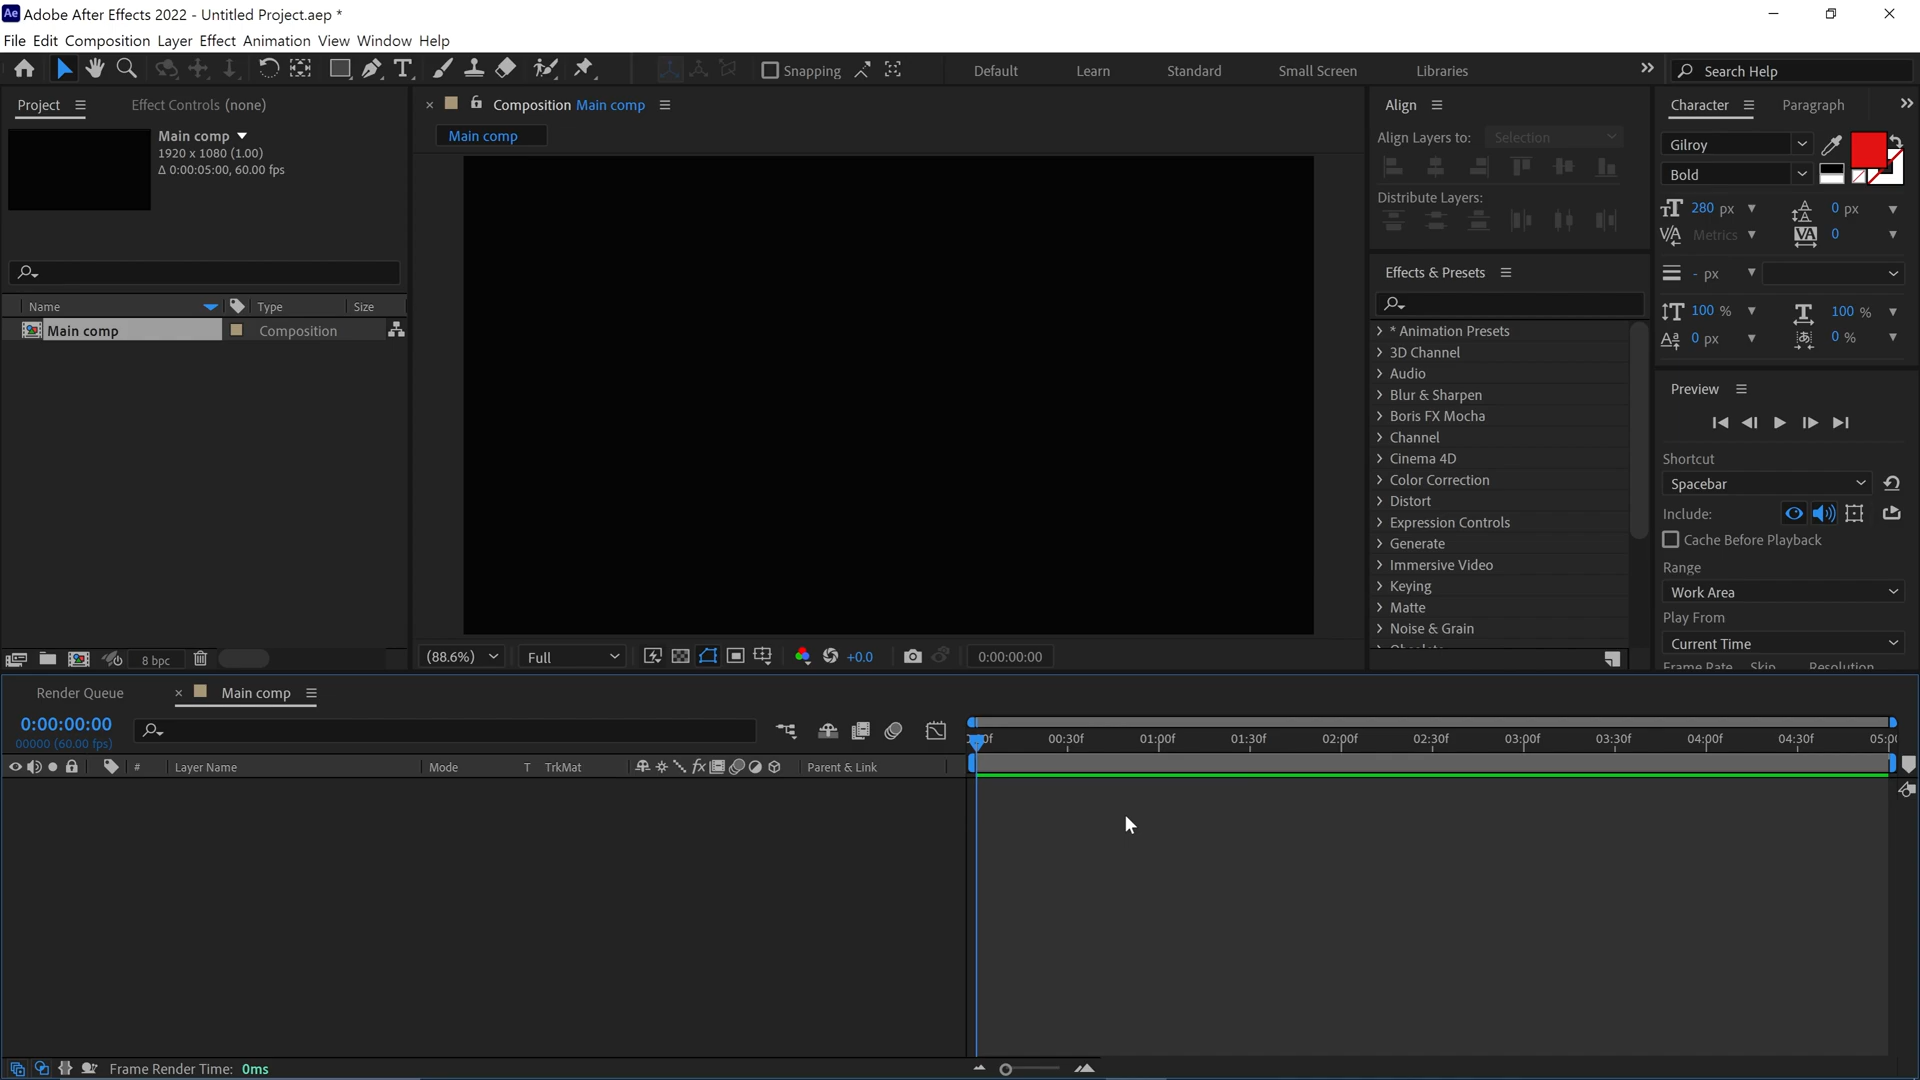 Ae Adobe After Effects 2022 - Untitled Project.aep *
File Edit Composition Layer Effect Animation View Window Help
Snapping Default Learn Standard Small Screen Libraries Search Help
Project Effect Controls (none)
Main comp
1920 x 1080 (1.00)
Δ 0:00:05:00, 60.00 fps
Name Type Size
Main comp Composition
8 bpc
Composition Main comp
Main comp
(88.6%) Full +0.0 0:00:00:00
Align
Align Layers to: Selection
Distribute Layers:
Effects & Presets
* Animation Presets
3D Channel
Audio
Blur & Sharpen
Boris FX Mocha
Channel
Cinema 4D
Color Correction
Distort
Expression Controls
Generate
Immersive Video
Keying
Matte
Noise & Grain
Character Paragraph
Gilroy
Bold
280 px 0 px
Metrics 0
- px
100 % 100 %
0 px 0 %
Preview
Shortcut
Spacebar
Include:
Cache Before Playback
Range
Work Area
Play From
Current Time
Frame Rate Skip Resolution
Render Queue Main comp
0:00:00:00
00000 (60.00 fps)
# Layer Name Mode T TrkMat fx Parent & Link
00:30f 01:00f 01:30f 02:00f 02:30f 03:00f 03:30f 04:00f 04:30f
Frame Render Time: 0ms